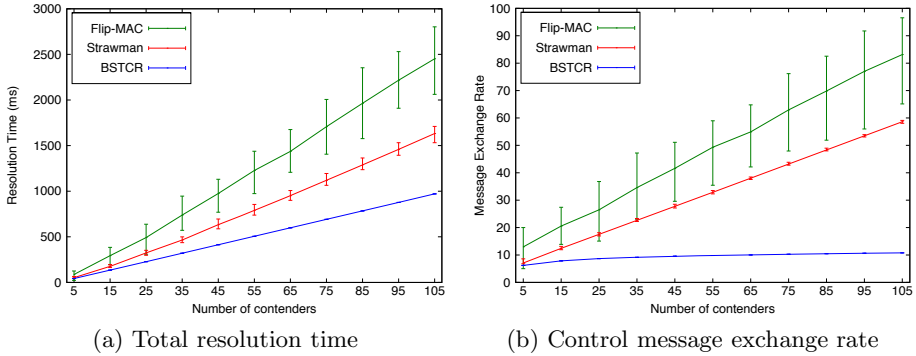 Flip-MAC
Strawman
BSTCR
3000
2500
2000
1500
1000
500
0
Resolution Time (ms)
5 15 25 35 45 55 65 75 85 95 105
Number of contenders
(a) Total resolution time
Flip-MAC
Strawman
BSTCR
100
90
80
70
60
50
40
30
20
10
0
Message Exchange Rate
5 15 25 35 45 55 65 75 85 95 105
Number of contenders
(b) Control message exchange rate